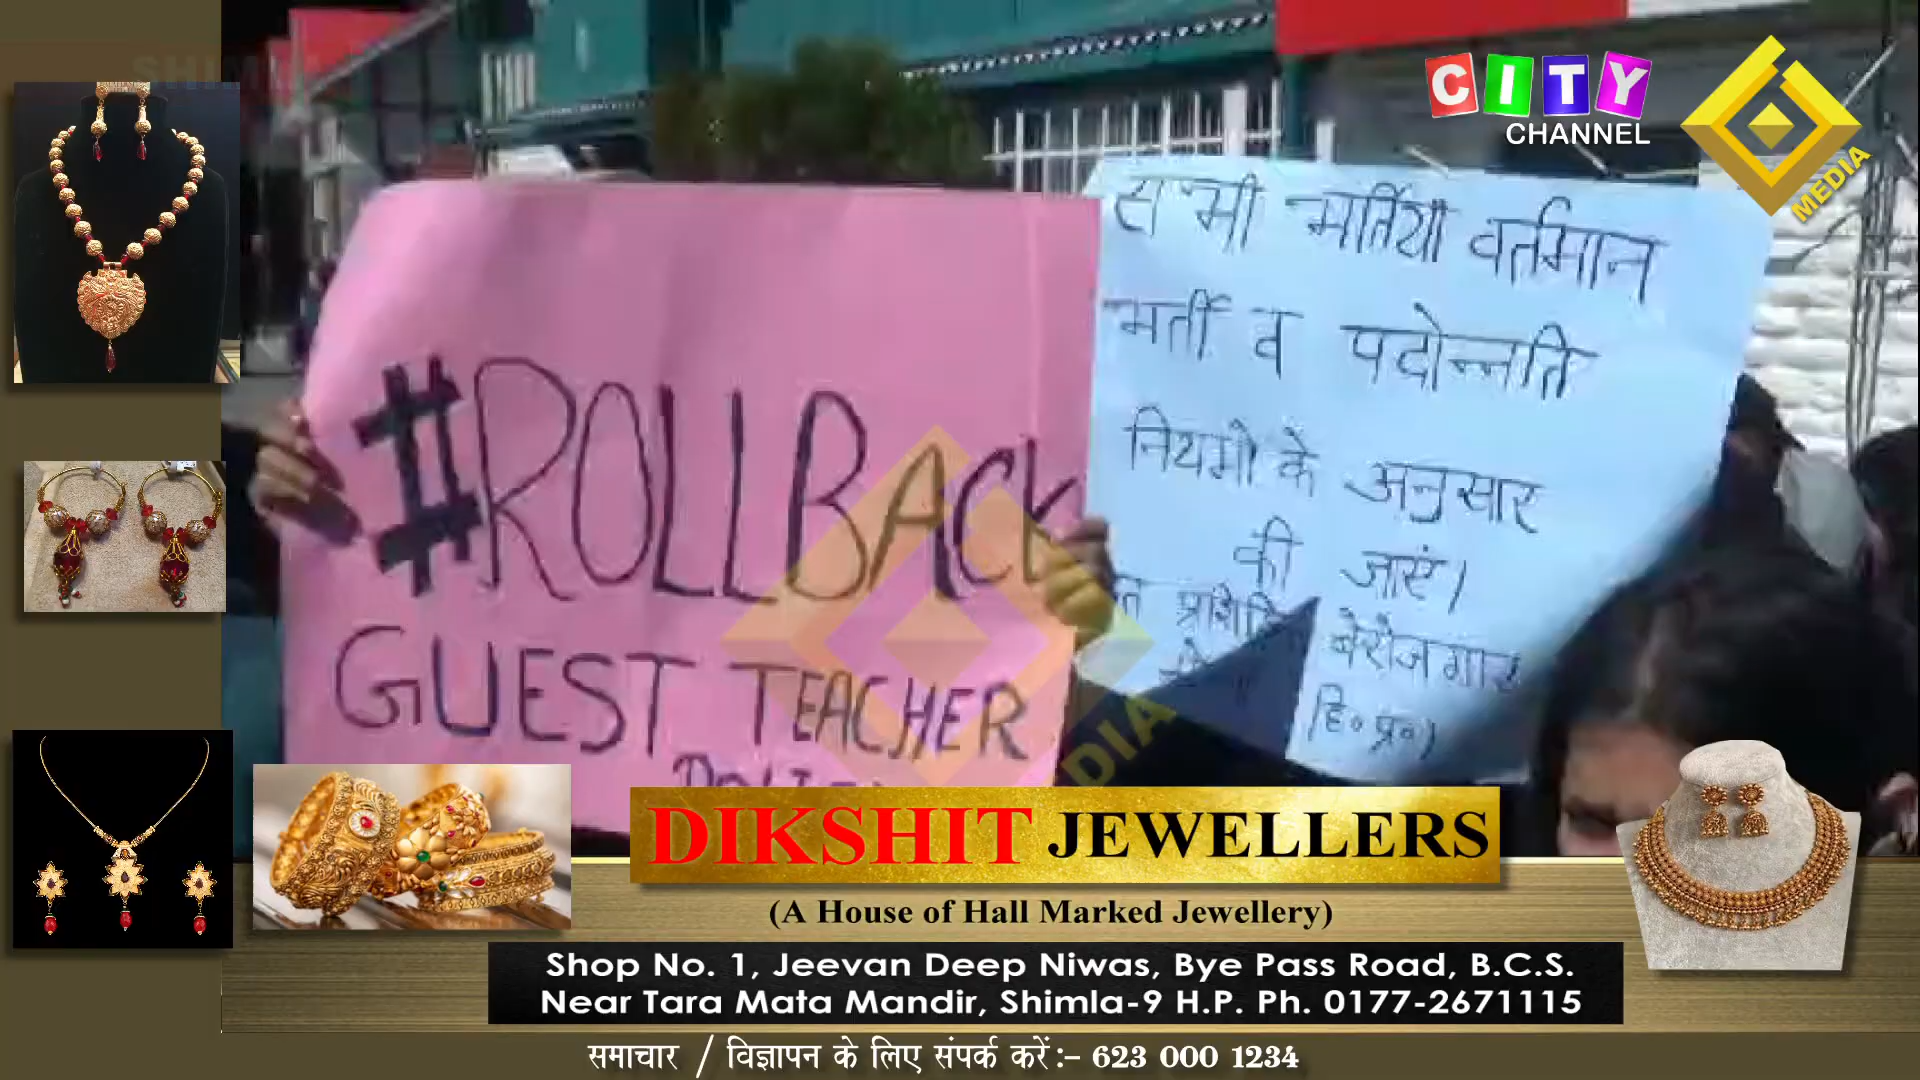 SHIMLA
CITY
CHANNEL
MEDIA
#ROLLBACK
GUEST TEACHER
सभी भर्तियां वर्तमान
भर्ती व पदोन्नति
नियमों के अनुसार
की जाएं।
बेरोजगार
हि॰ प्र॰)
MEDIA
DIKSHIT JEWELLERS
(A House of Hall Marked Jewellery)
Shop No. 1, Jeevan Deep Niwas, Bye Pass Road, B.C.S.
Near Tara Mata Mandir, Shimla-9 H.P. Ph. 0177-2671115
समाचार / विज्ञापन के लिए संपर्क करें :- 623 000 1234